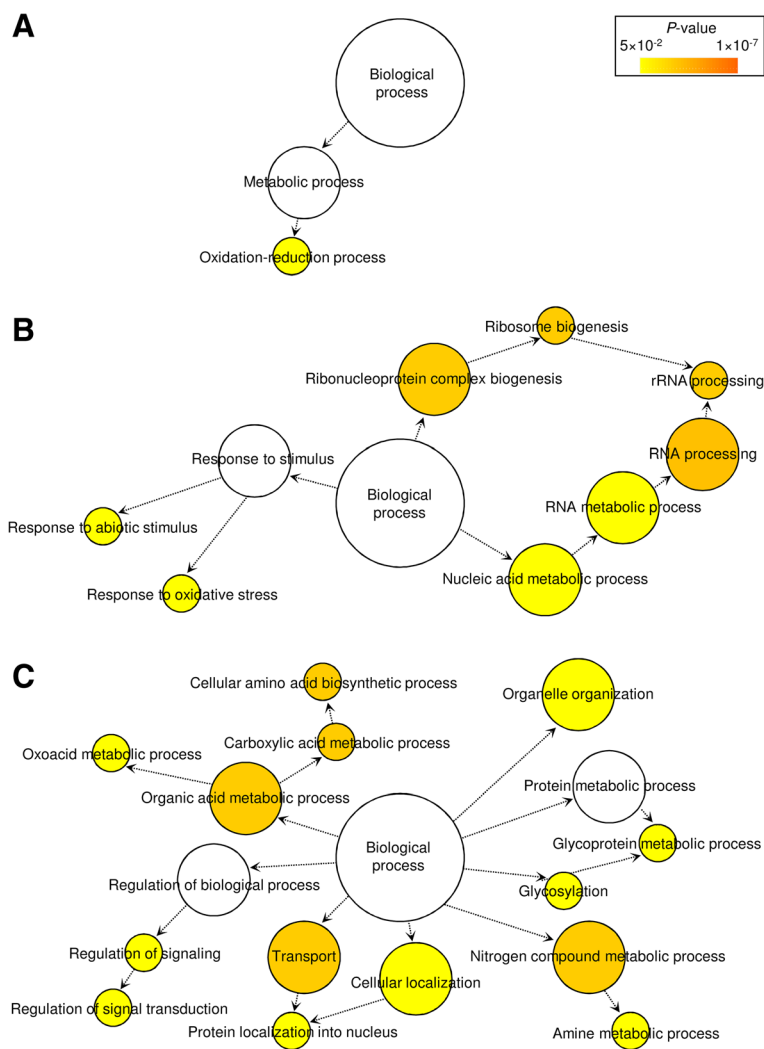 A
P-value
5×10⁻² 1×10⁻⁷
Biological
process
Metabolic process
Oxidation-reduction process
B
Ribosome biogenesis
Ribonucleoprotein complex biogenesis
rRNA processing
Response to stimulus
RNA processing
Biological
process
RNA metabolic process
Response to abiotic stimulus
Nucleic acid metabolic process
Response to oxidative stress
C
Cellular amino acid biosynthetic process
Organelle organization
Carboxylic acid metabolic process
Oxoacid metabolic process
Protein metabolic process
Organic acid metabolic process
Biological
process
Glycoprotein metabolic process
Regulation of biological process
Glycosylation
Regulation of signaling
Transport
Nitrogen compound metabolic process
Cellular localization
Regulation of signal transduction
Protein localization into nucleus
Amine metabolic process